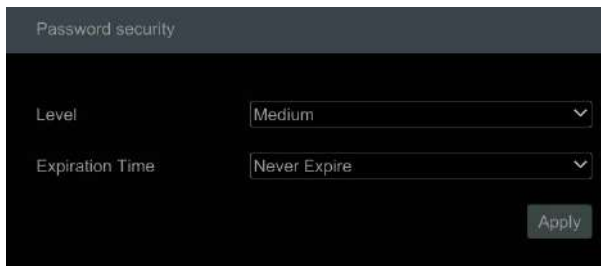 Password security
Level Medium
Expiration Time Never Expire
Apply